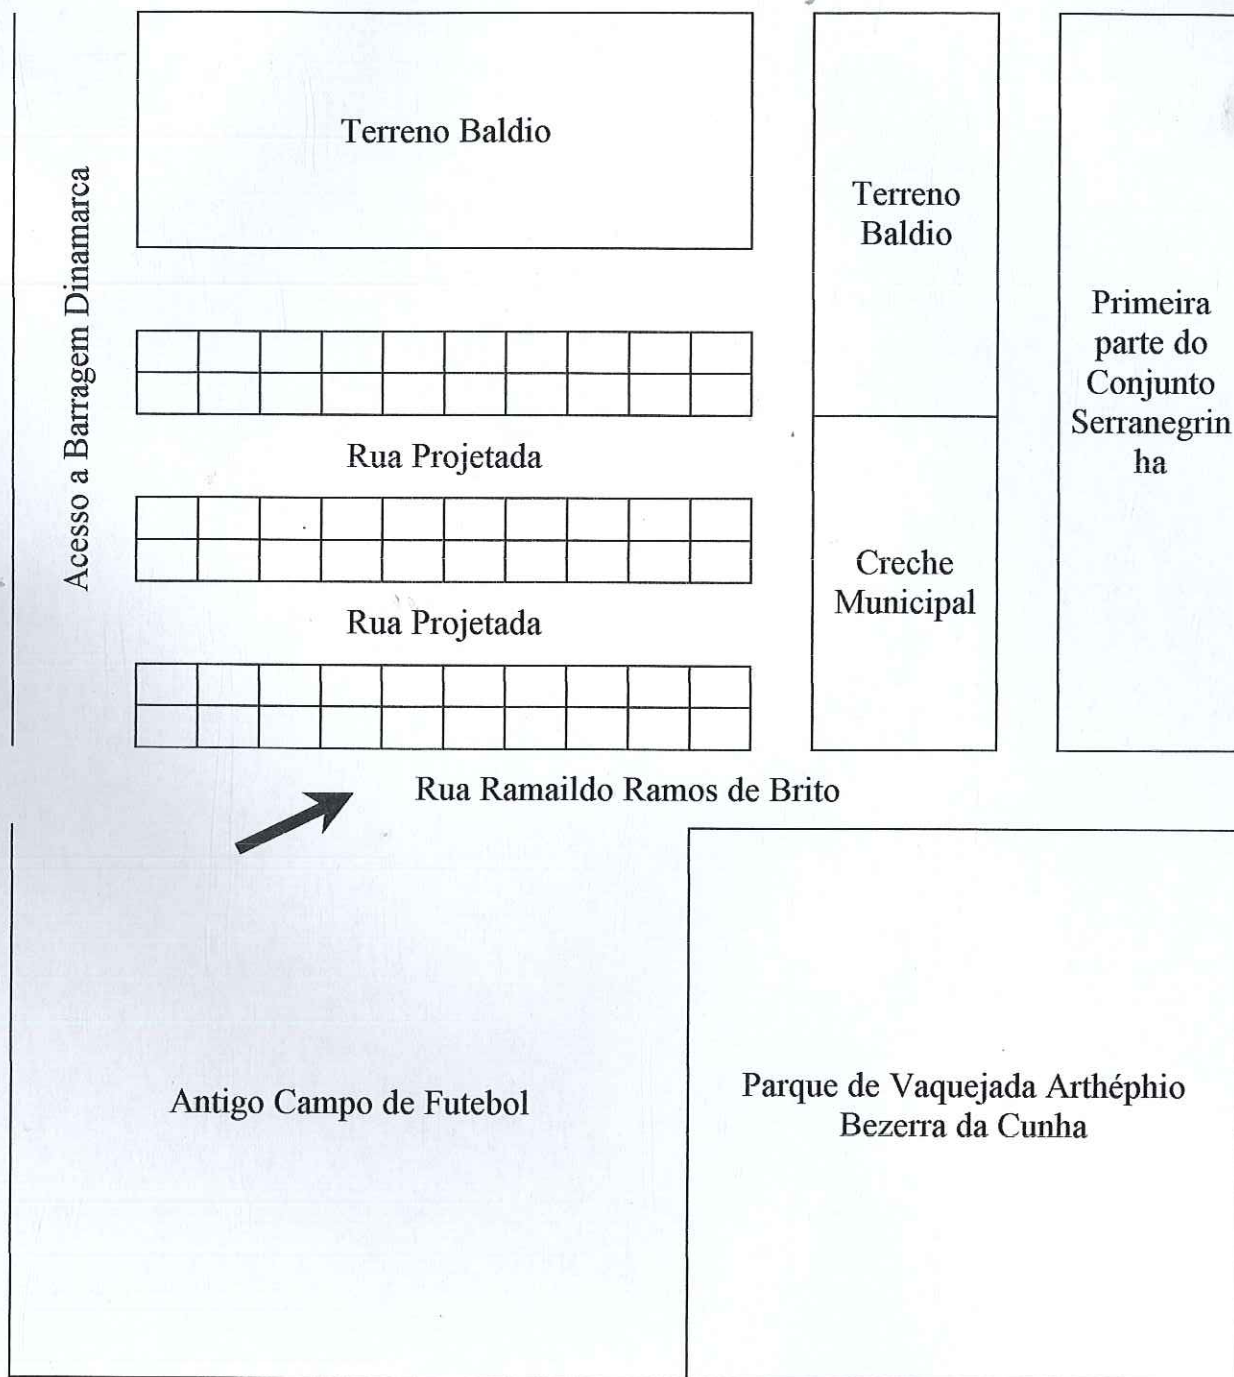 Terreno Baldio
Acesso a Barragem Dinamarca
Terreno
Baldio
Primeira
parte do
Conjunto
Serranegrin
ha
Rua Projetada
Creche
Municipal
Rua Projetada
Rua Ramaildo Ramos de Brito
Antigo Campo de Futebol
Parque de Vaquejada Arthéphio
Bezerra da Cunha